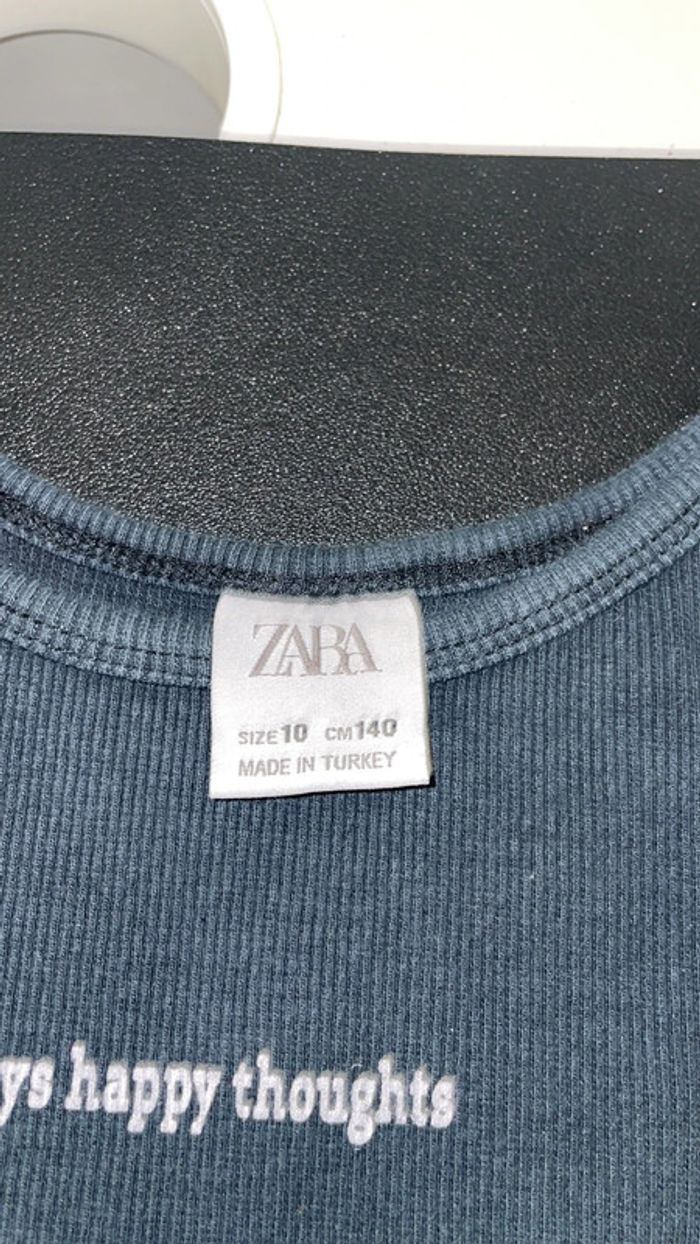 ZARA
SIZE 10 CM 140
MADE IN TURKEY
ys happy thoughts